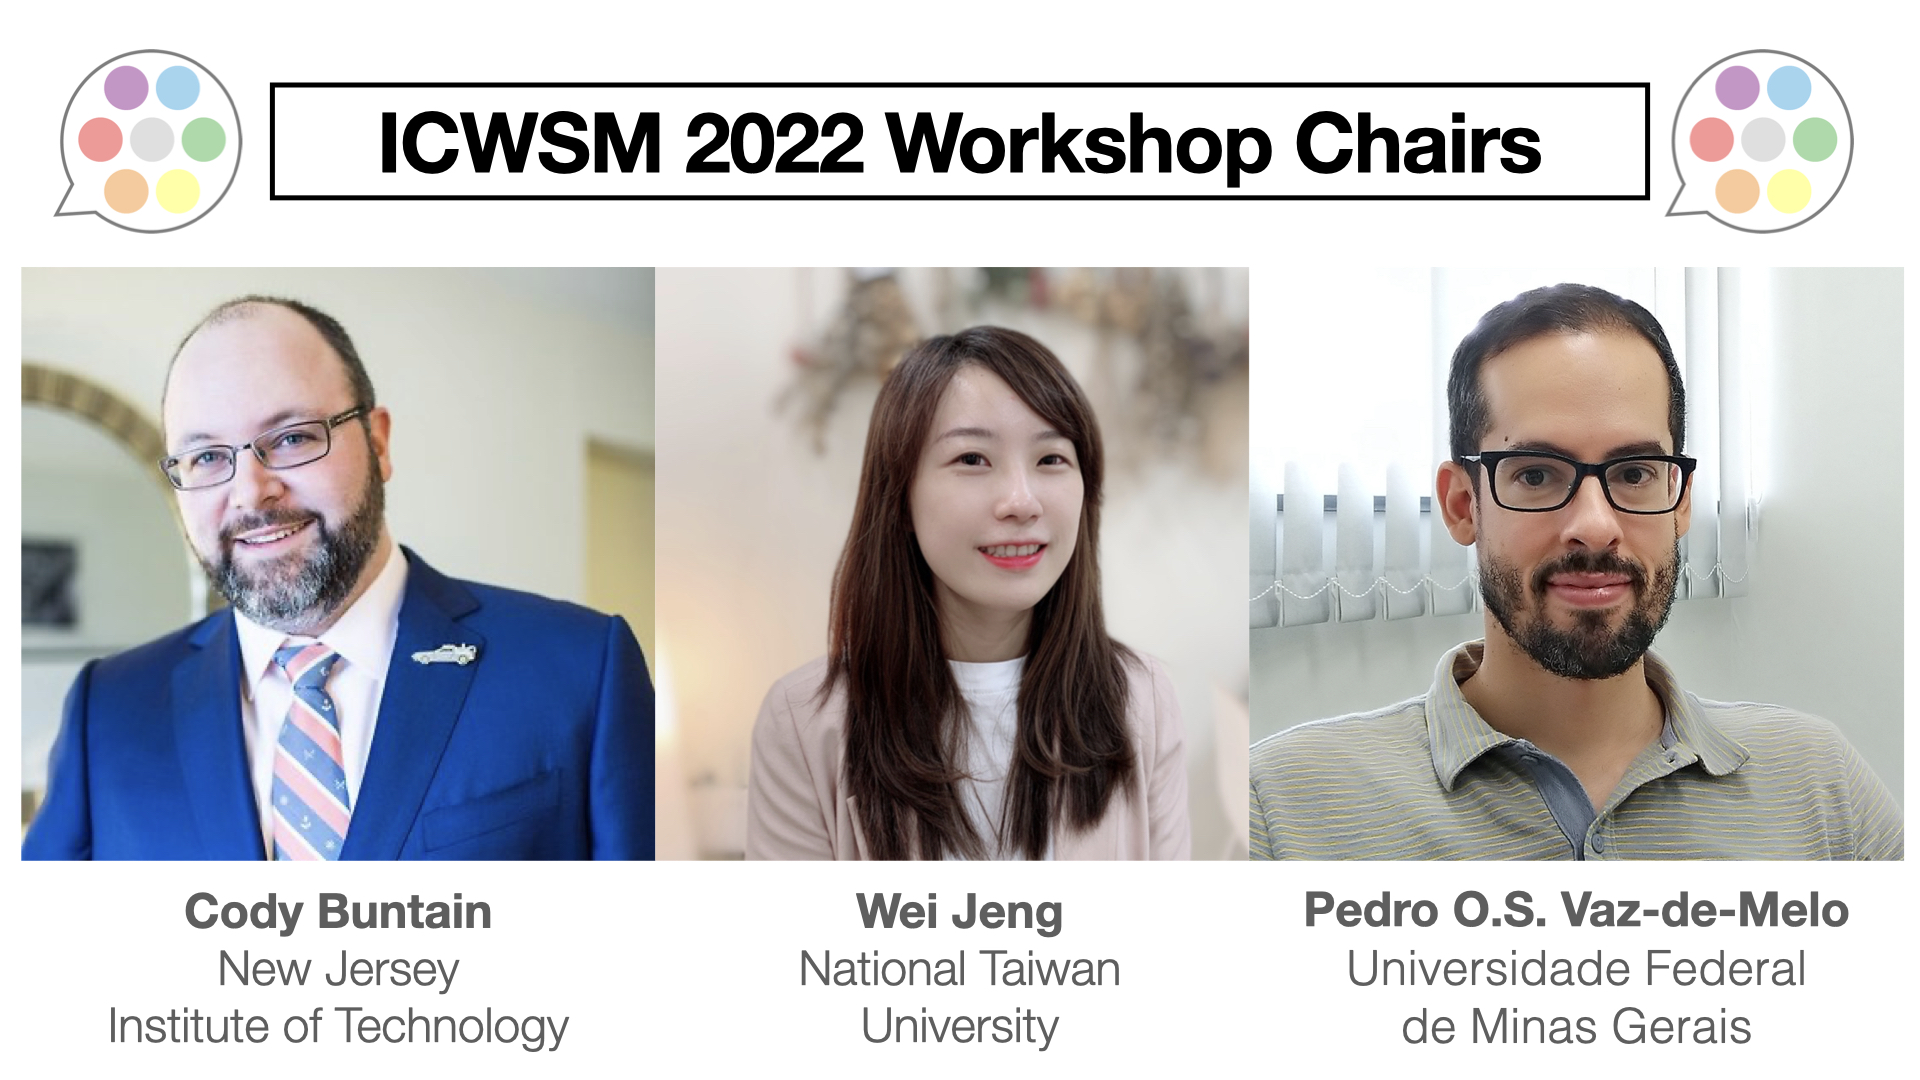 ICWSM 2022 Workshop Chairs
Cody Buntain
New Jersey
Institute of Technology
Wei Jeng
National Taiwan
University
Pedro O.S. Vaz-de-Melo
Universidade Federal
de Minas Gerais